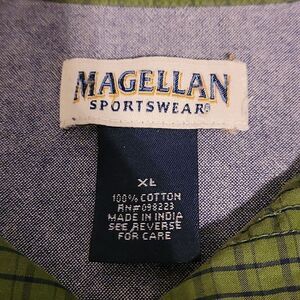 MAGELLAN
SPORTSWEAR®
XL
100% COTTON
RN#098223
MADE IN INDIA
SEE REVERSE
FOR CARE